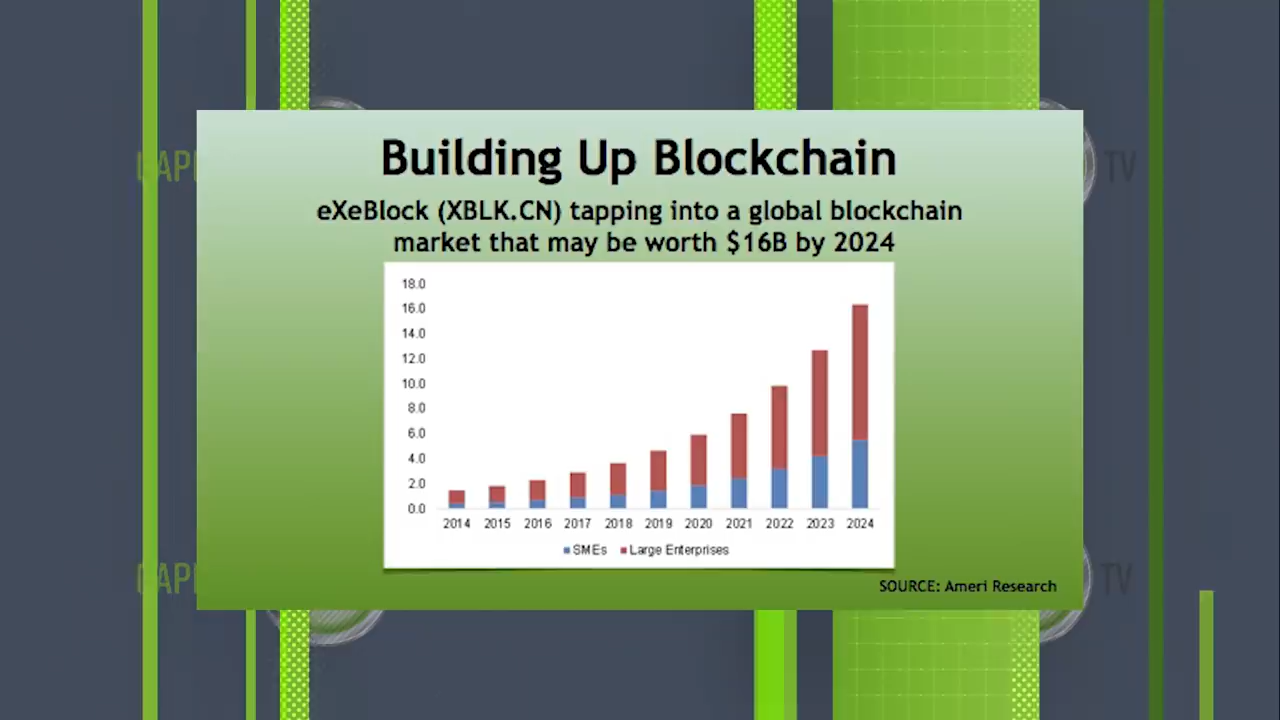 Building Up Blockchain
eXeBlock (XBLK.CN) tapping into a global blockchain
market that may be worth $16B by 2024
18.0
16.0
14.0
12.0
10.0
8.0
6.0
4.0
2.0
0.0
2014 2015 2016 2017 2018 2019 2020 2021 2022 2023 2024
SMEs Large Enterprises
SOURCE: Ameri Research
TV
TV